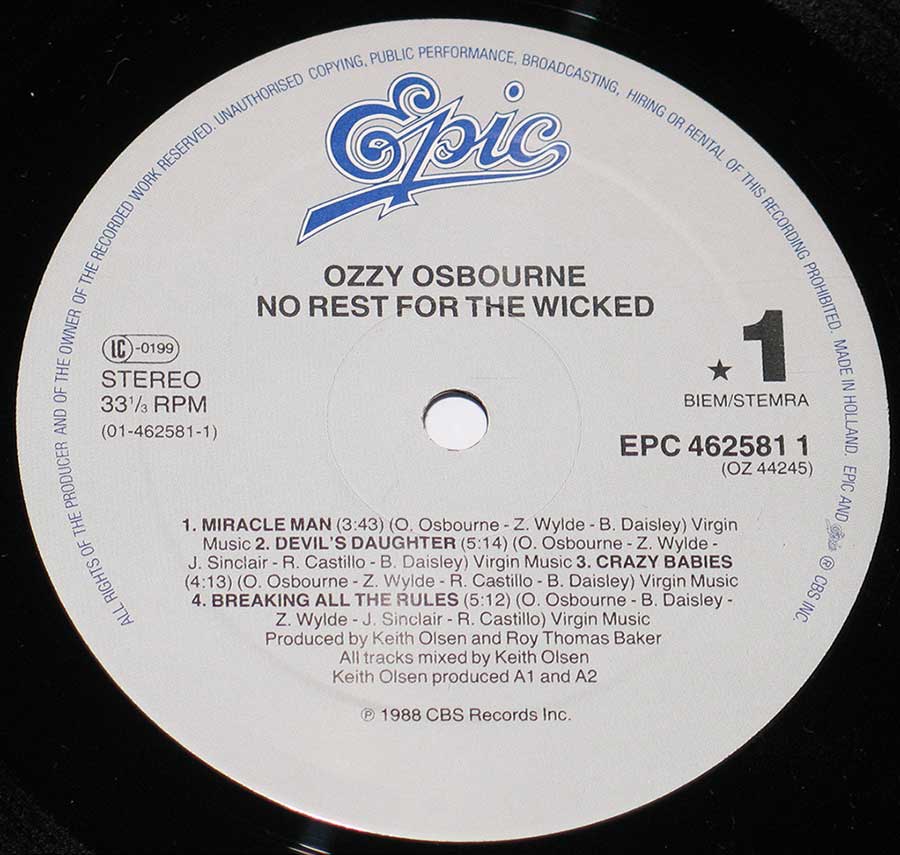 ALL RIGHTS OF THE PRODUCER AND OF THE OWNER OF THE RECORDED WORK RESERVED. UNAUTHORISED COPYING, PUBLIC PERFORMANCE, BROADCASTING, HIRING OR RENTAL OF THIS RECORDING PROHIBITED. MADE IN HOLLAND. EPIC AND Epic ℗ CBS INC.
Epic
OZZY OSBOURNE
NO REST FOR THE WICKED
LC -0199
STEREO
33 1/3 RPM
(01-462581-1)
★ 1
BIEM/STEMRA
EPC 462581 1
(OZ 44245)
1. MIRACLE MAN (3:43) (O. Osbourne - Z. Wylde - B. Daisley) Virgin
Music 2. DEVIL'S DAUGHTER (5:14) (O. Osbourne - Z. Wylde -
J. Sinclair - R. Castillo - B. Daisley) Virgin Music 3. CRAZY BABIES
(4:13) (O. Osbourne - Z. Wylde - R. Castillo - B. Daisley) Virgin Music
4. BREAKING ALL THE RULES (5:12) (O. Osbourne - B. Daisley -
Z. Wylde - J. Sinclair - R. Castillo) Virgin Music
Produced by Keith Olsen and Roy Thomas Baker
All tracks mixed by Keith Olsen
Keith Olsen produced A1 and A2
℗ 1988 CBS Records Inc.